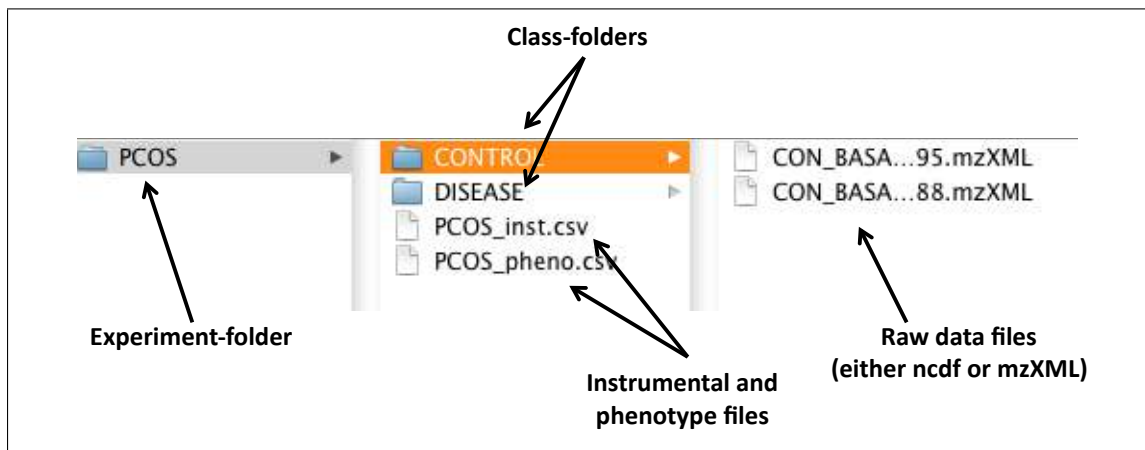 Class-folders
PCOS
CONTROL
CON_BASA...95.mzXML
DISEASE
CON_BASA...88.mzXML
PCOS_inst.csv
PCOS_pheno.csv
Experiment-folder
Raw data files
(either ncdf or mzXML)
Instrumental and
phenotype files